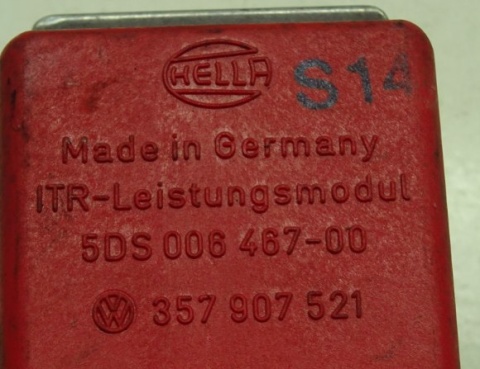 HELLA S14
Made in Germany
ITR-Leistungsmodul
5DS 006 467-00
VW 357 907 521